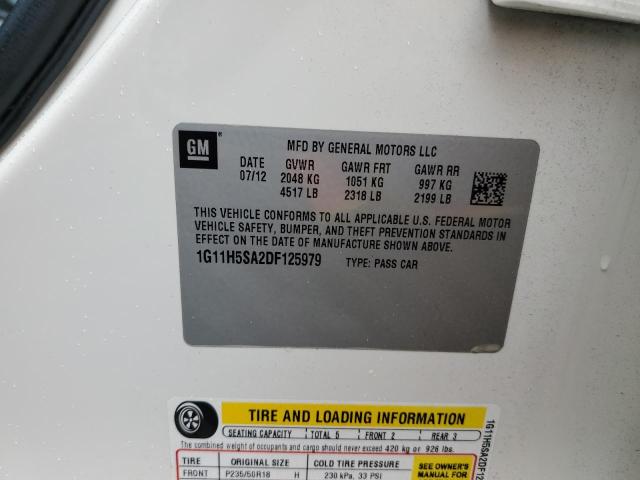 GM
MFD BY GENERAL MOTORS LLC
DATE GVWR GAWR FRT GAWR RR
07/12 2048 KG 1051 KG 997 KG
4517 LB 2318 LB 2199 LB
THIS VEHICLE CONFORMS TO ALL APPLICABLE U.S. FEDERAL MOTOR
VEHICLE SAFETY, BUMPER, AND THEFT PREVENTION STANDARDS IN
EFFECT ON THE DATE OF MANUFACTURE SHOWN ABOVE.
1G11H5SA2DF125979 TYPE: PASS CAR
TIRE AND LOADING INFORMATION
SEATING CAPACITY TOTAL 5 FRONT 2 REAR 3
The combined weight of occupants and cargo should never exceed 420 kg or 926 lbs.
TIRE ORIGINAL SIZE COLD TIRE PRESSURE
FRONT P235/50R18 H 230 kPa, 33 PSI
SEE OWNER'S
MANUAL FOR
1G11H5SA2DF12